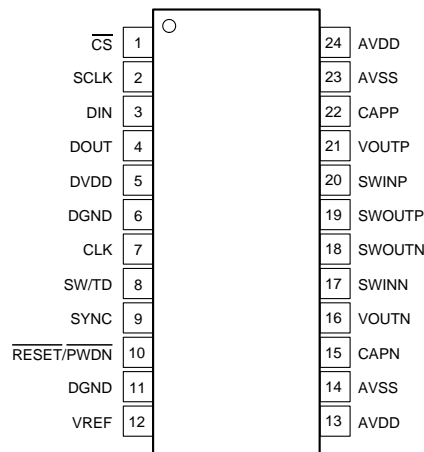 CS 1 24 AVDD
SCLK 2 23 AVSS
DIN 3 22 CAPP
DOUT 4 21 VOUTP
DVDD 5 20 SWINP
DGND 6 19 SWOUTP
CLK 7 18 SWOUTN
SW/TD 8 17 SWINN
SYNC 9 16 VOUTN
RESET/PWDN 10 15 CAPN
DGND 11 14 AVSS
VREF 12 13 AVDD